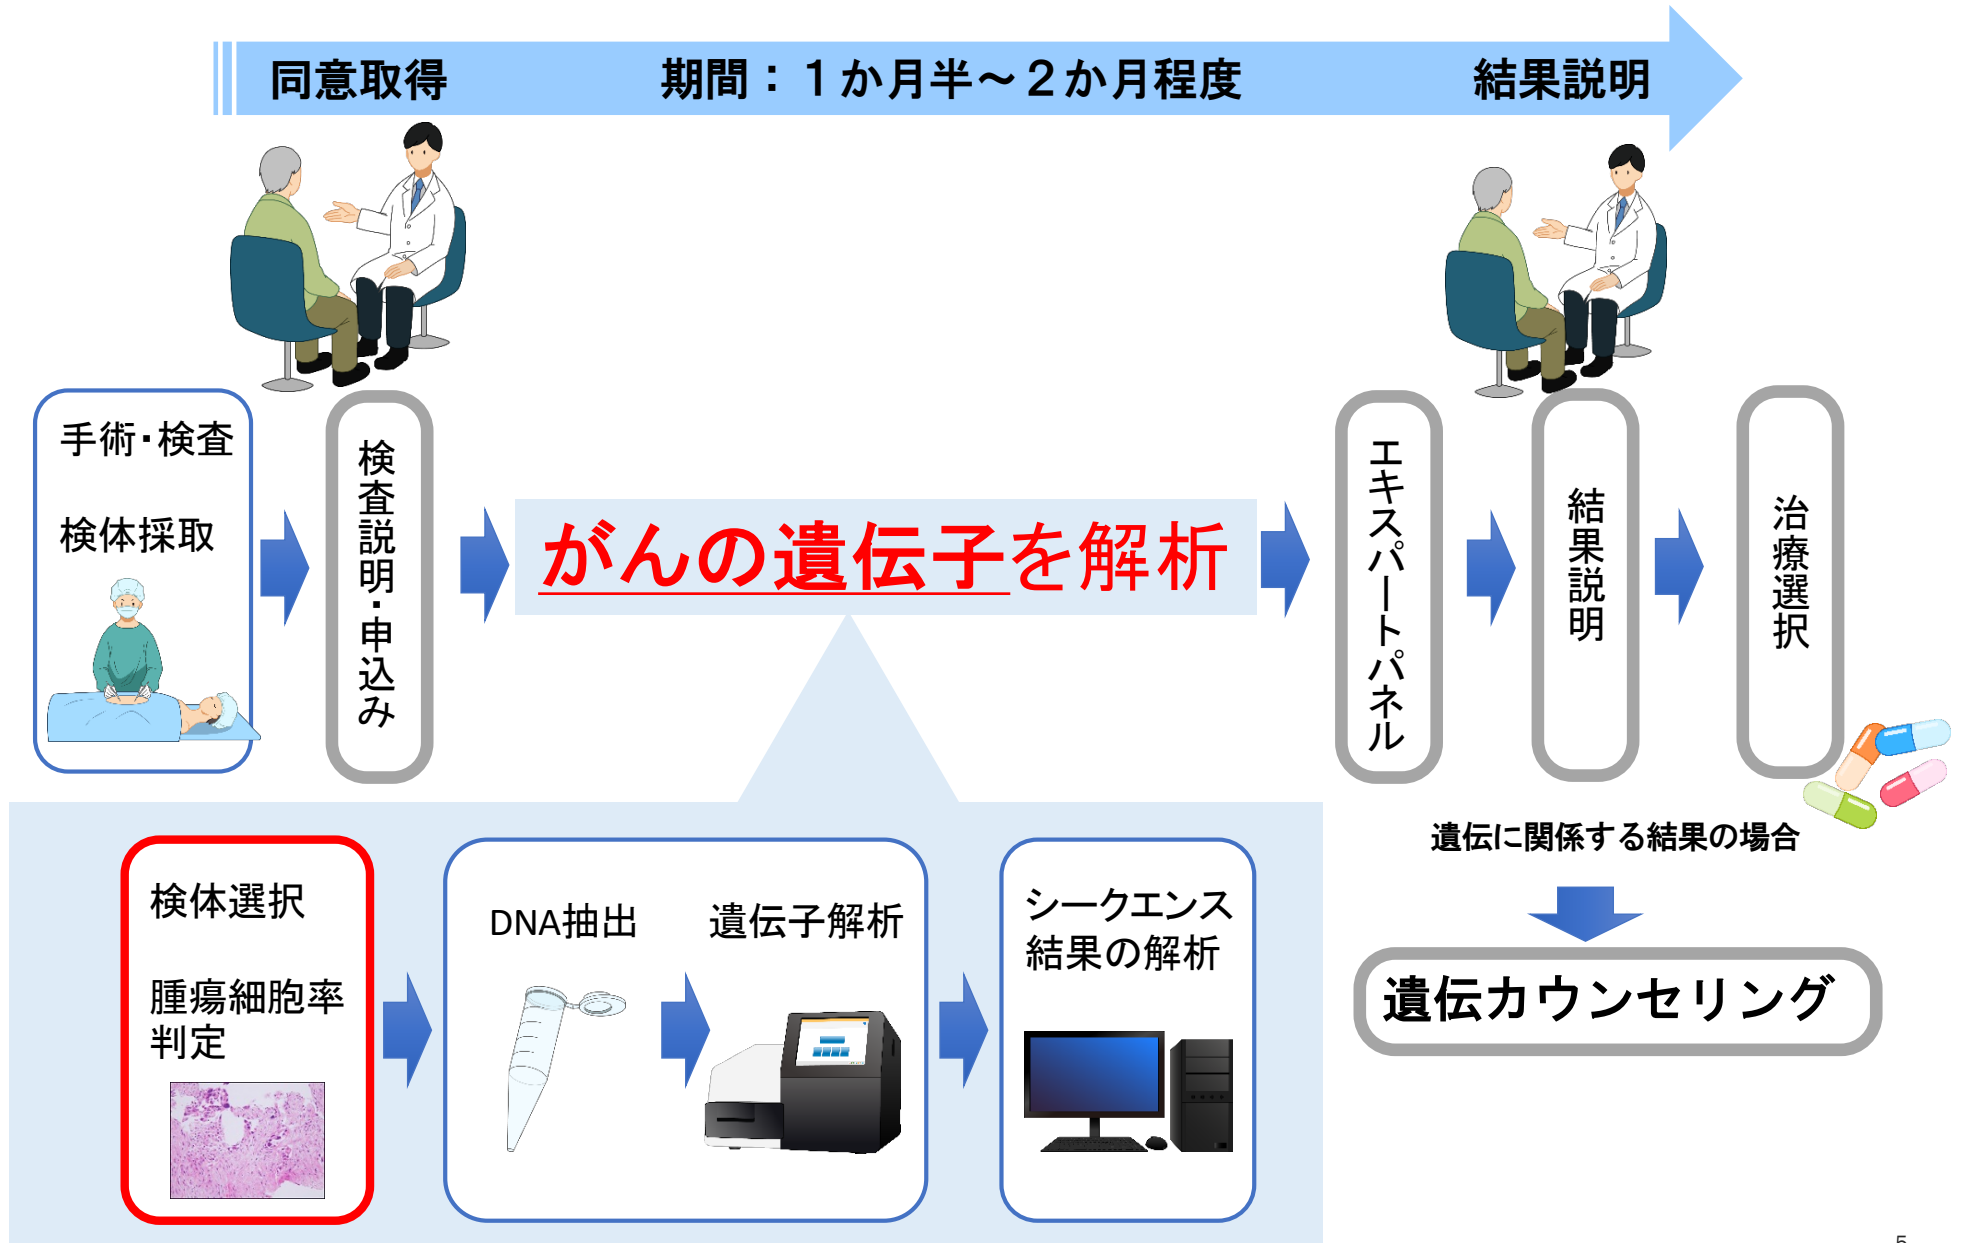 同意取得
期間：１か月半～２か月程度
結果説明
手術・検査
検体採取
検査説明・申込み
がんの遺伝子を解析
エキスパートパネル
結果説明
治療選択
検体選択
腫瘍細胞率
判定
DNA抽出
遺伝子解析
シークエンス
結果の解析
遺伝に関係する結果の場合
遺伝カウンセリング
5